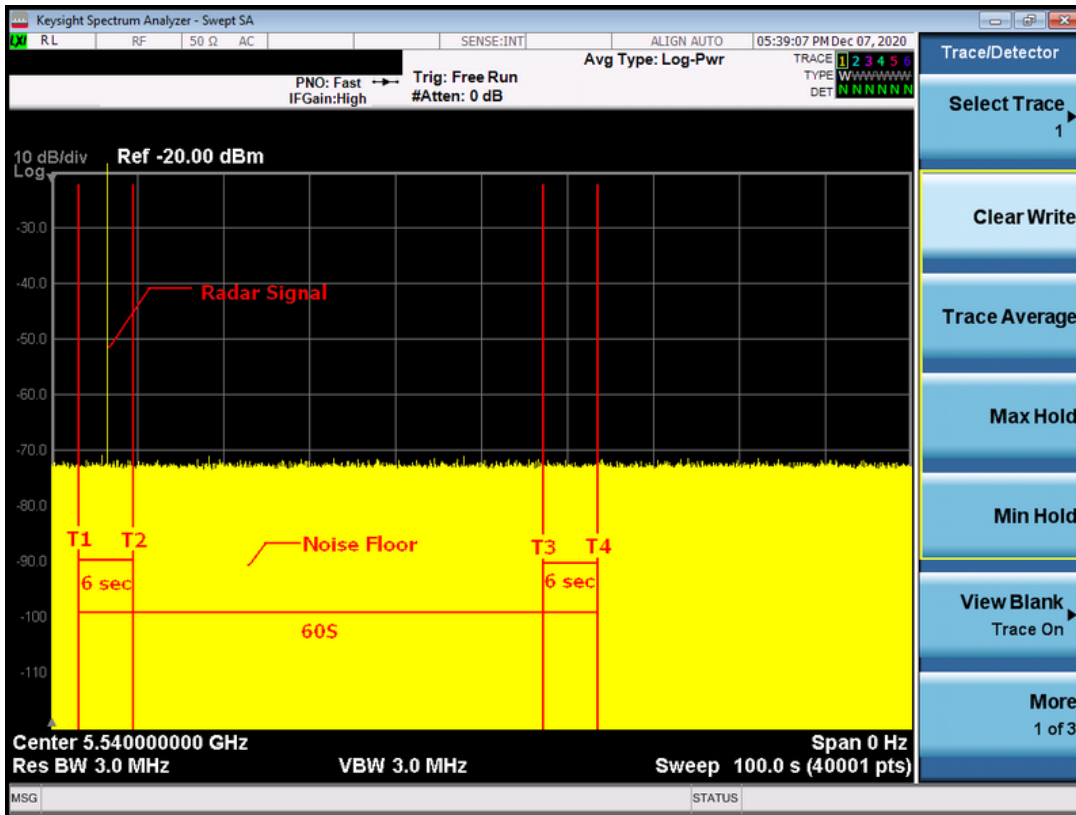 Keysight Spectrum Analyzer - Swept SA
LXI RL RF 50 Ω AC SENSE:INT ALIGN AUTO 05:39:07 PM Dec 07, 2020
PNO: Fast IFGain:High
Trig: Free Run
#Atten: 0 dB
Avg Type: Log-Pwr
TRACE 1 2 3 4 5 6
TYPE WWWWWW
DET N N N N N N
Trace/Detector
Select Trace
1
Clear Write
Trace Average
Max Hold
Min Hold
View Blank
Trace On
More
1 of 3
10 dB/div Ref -20.00 dBm
Log
-30.0
-40.0
-50.0
-60.0
-70.0
-80.0
-90.0
-100
-110
Radar Signal
T1 T2 Noise Floor T3 T4
6 sec 6 sec
60S
Center 5.540000000 GHz Span 0 Hz
Res BW 3.0 MHz VBW 3.0 MHz Sweep 100.0 s (40001 pts)
MSG STATUS